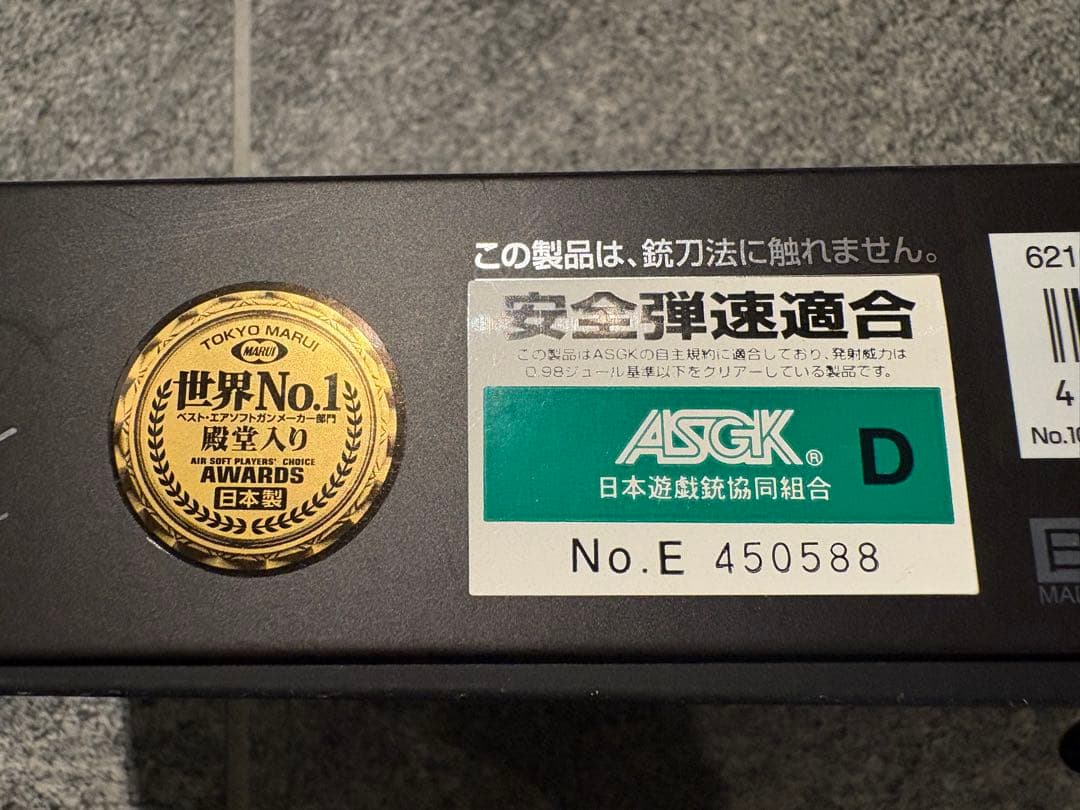 TOKYO MARUI
MARUI
世界No.1
ベスト・エアソフトガンメーカー部門
殿堂入り
AIR SOFT PLAYERS' CHOICE
AWARDS
日本製
この製品は、銃刀法に触れません。
安全弾速適合
この製品はASGKの自主規約に適合しており、発射威力は
0.98ジュール基準以下をクリアーしている製品です。
ASGK® D
日本遊戯銃協同組合
No.E 450588
621
4
No.10
日
MA